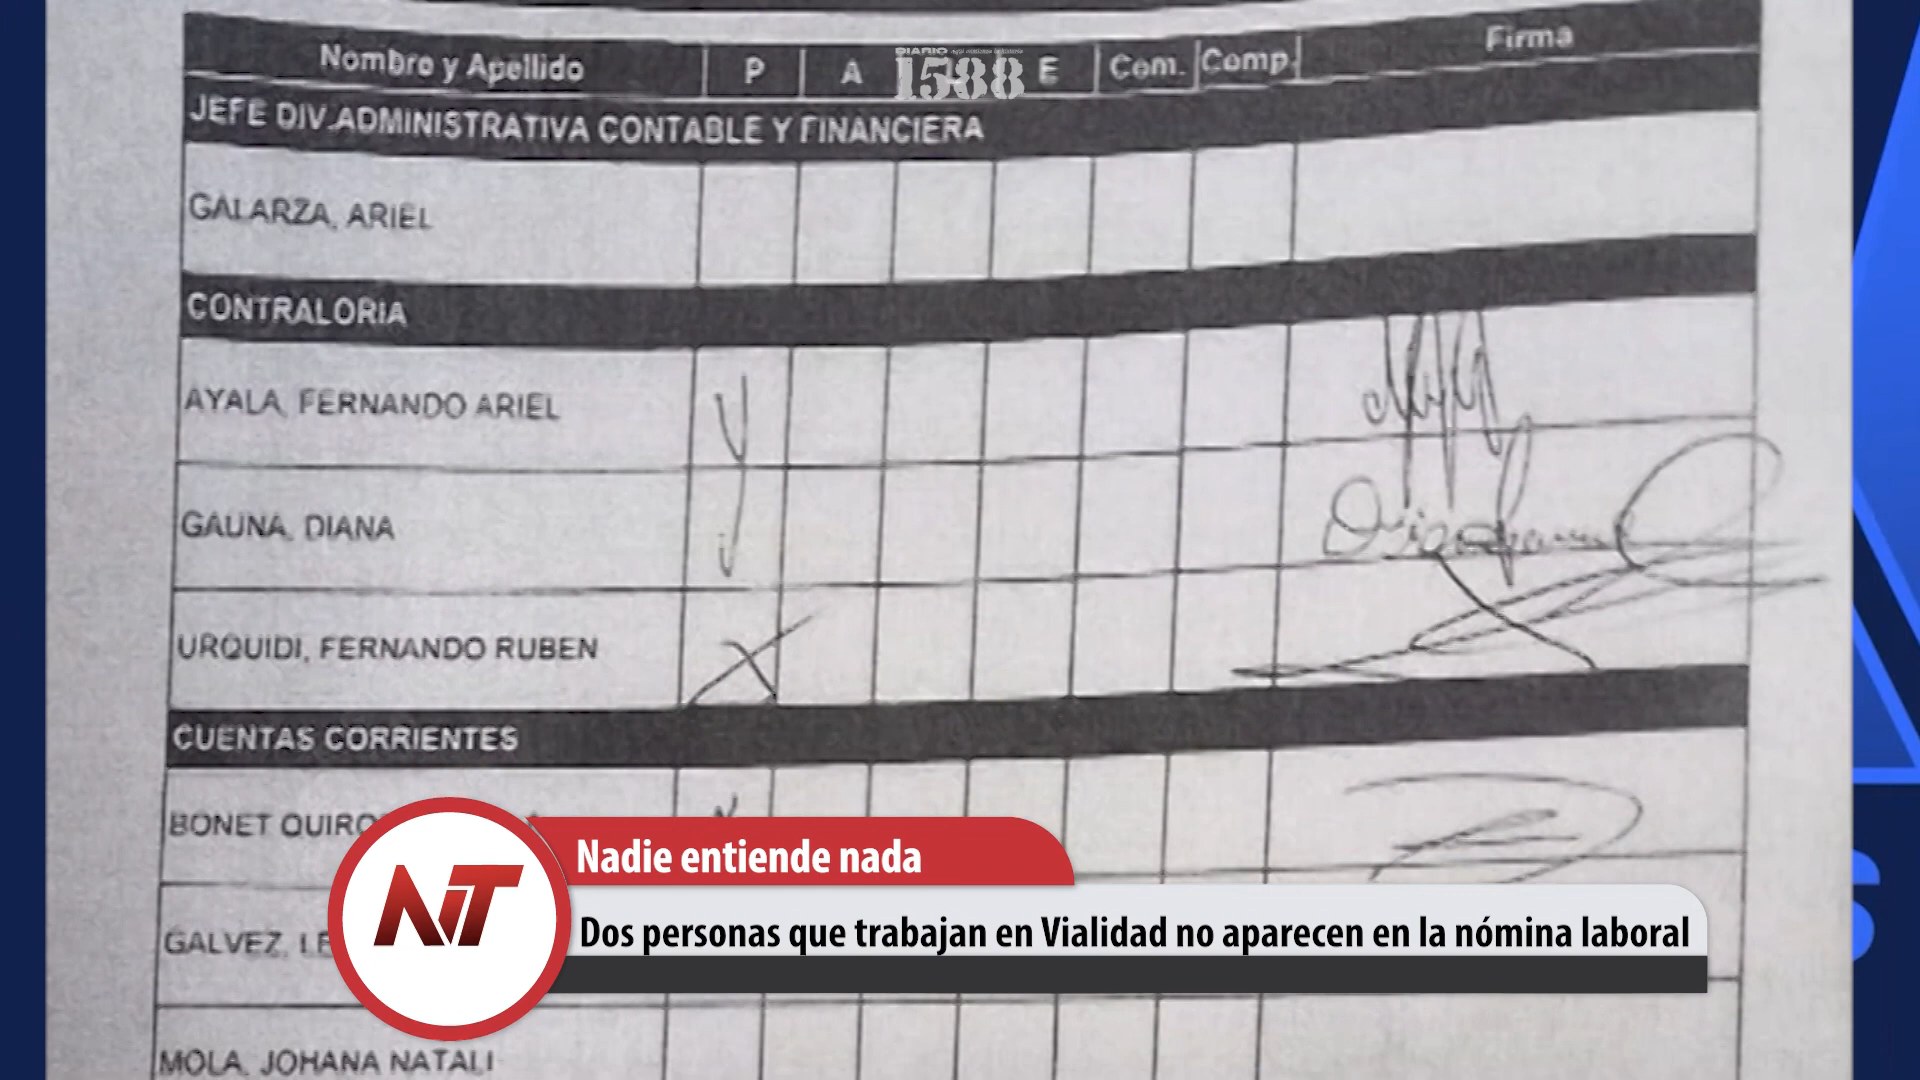 Nombre y Apellido P A E Com. Comp. Firma
DIARIO
1588
JEFE DIV.ADMINISTRATIVA CONTABLE Y FINANCIERA
GALARZA, ARIEL
CONTRALORIA
AYALA, FERNANDO ARIEL
GAUNA, DIANA
URQUIDI, FERNANDO RUBEN
CUENTAS CORRIENTES
BONET QUIRO
GALVEZ, LE
MOLA, JOHANA NATALI
NiT
Nadie entiende nada
Dos personas que trabajan en Vialidad no aparecen en la nómina laboral
S